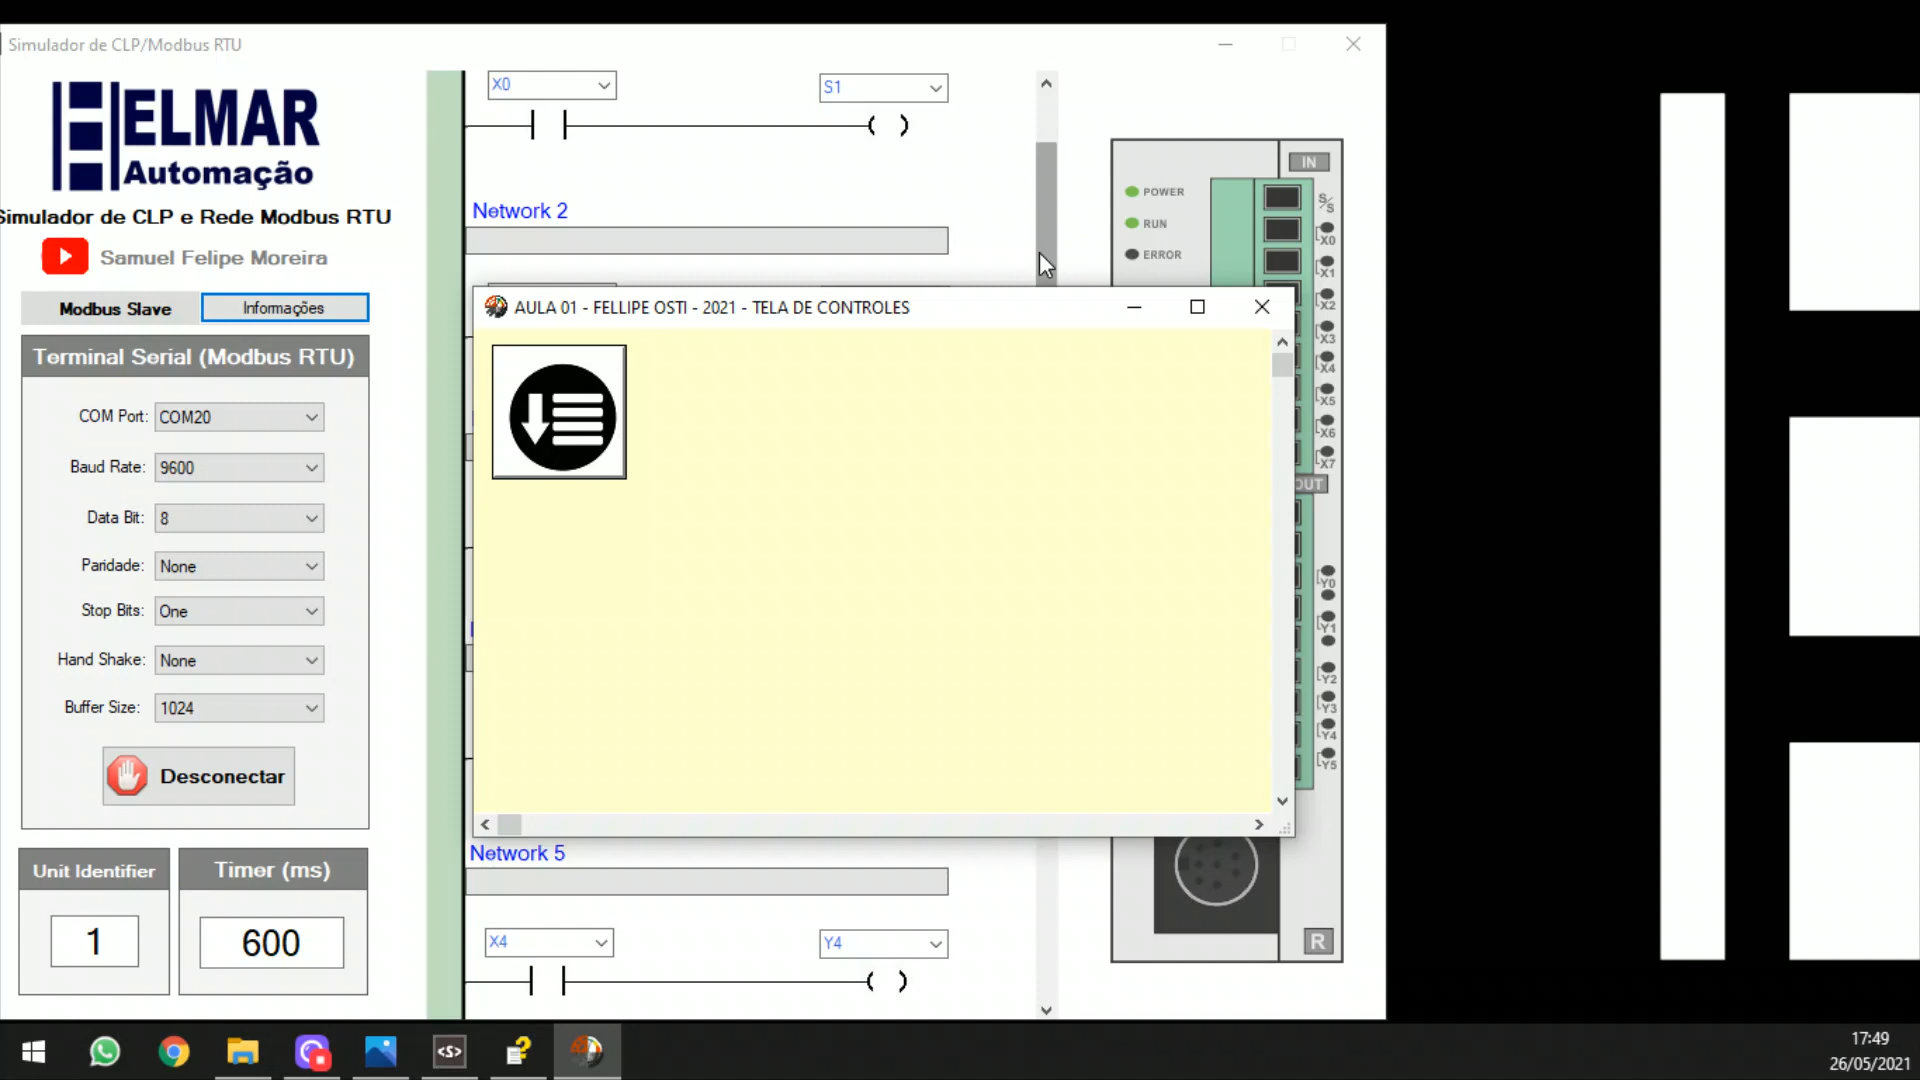 Simulador de CLP/Modbus RTU
ELMAR
Automação
Simulador de CLP e Rede Modbus RTU
Samuel Felipe Moreira
Modbus Slave
Informações
Terminal Serial (Modbus RTU)
COM Port: COM20
Baud Rate: 9600
Data Bit: 8
Paridade: None
Stop Bits: One
Hand Shake: None
Buffer Size: 1024
Desconectar
Unit Identifier
1
Timer (ms)
600
X0
S1
Network 2
AULA 01 - FELLIPE OSTI - 2021 - TELA DE CONTROLES
Network 5
X4
Y4
POWER
RUN
ERROR
IN
S/S
X0
X1
X2
X3
X4
X5
X6
X7
OUT
Y0
Y1
Y2
Y3
Y4
Y5
R
<S>
17:49
26/05/2021